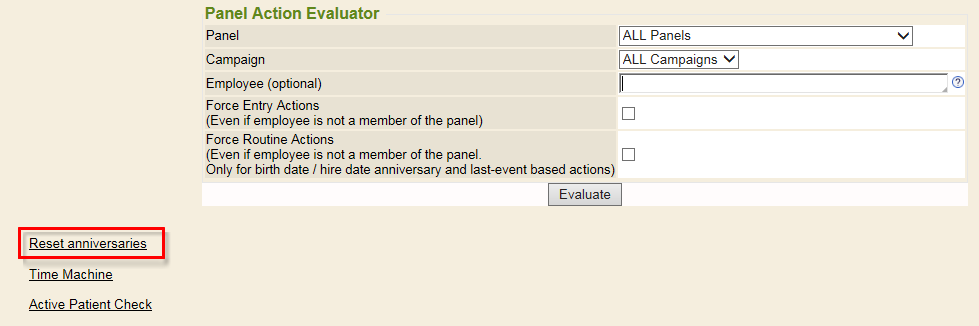 Panel Action Evaluator
Panel
ALL Panels
Campaign
ALL Campaigns
Employee (optional)
?
Force Entry Actions
(Even if employee is not a member of the panel)
Force Routine Actions
(Even if employee is not a member of the panel.
Only for birth date / hire date anniversary and last-event based actions)
Evaluate
Reset anniversaries
Time Machine
Active Patient Check